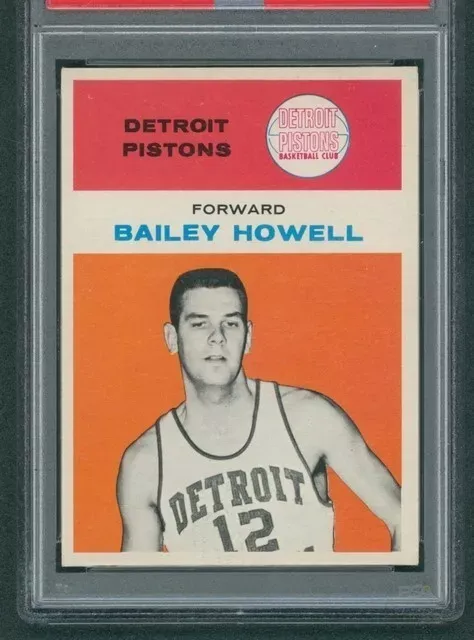 DETROIT
PISTONS
DETROIT
PISTONS
BASKETBALL CLUB
FORWARD
BAILEY HOWELL
DETROIT
12